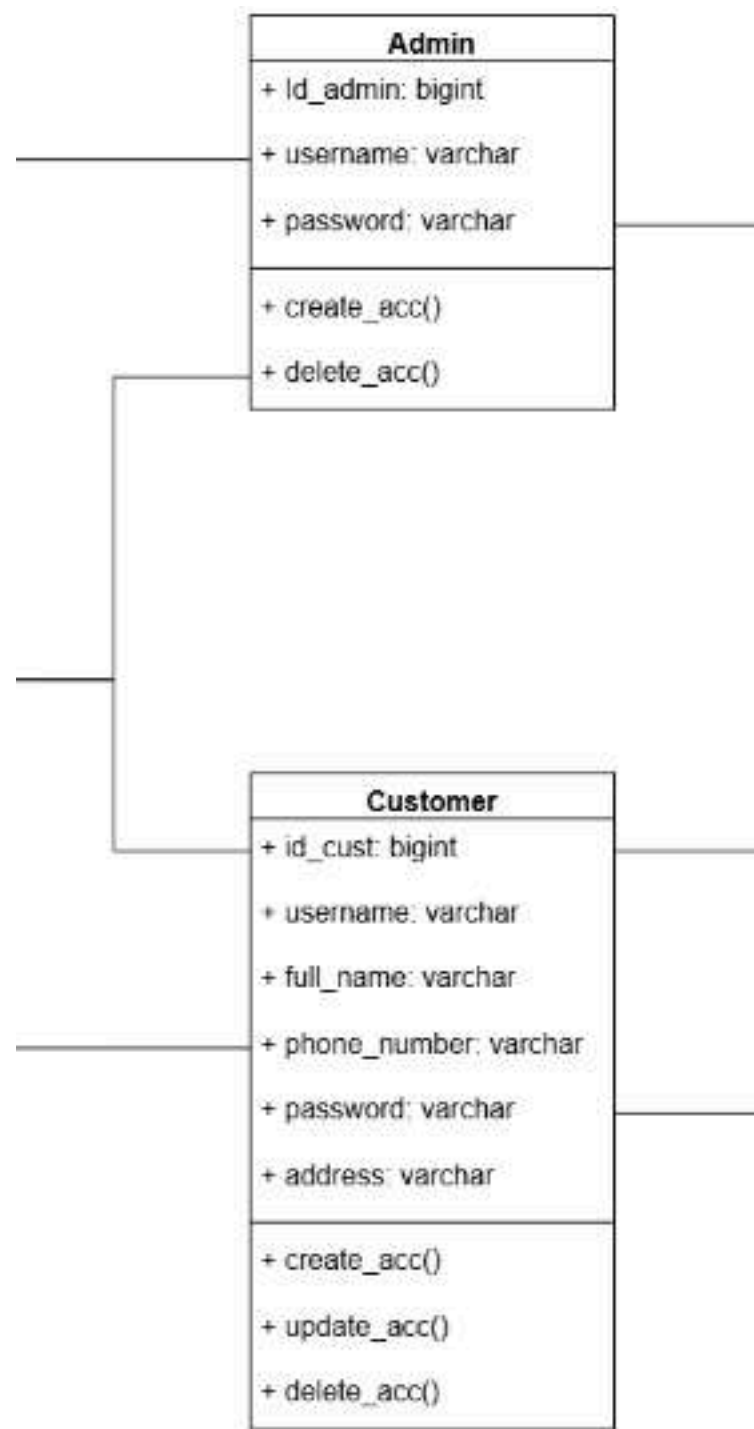 Admin
+ Id_admin: bigint
+ username: varchar
+ password: varchar
+ create_acc()
+ delete_acc()
Customer
+ id_cust: bigint
+ username: varchar
+ full_name: varchar
+ phone_number: varchar
+ password: varchar
+ address: varchar
+ create_acc()
+ update_acc()
+ delete_acc()